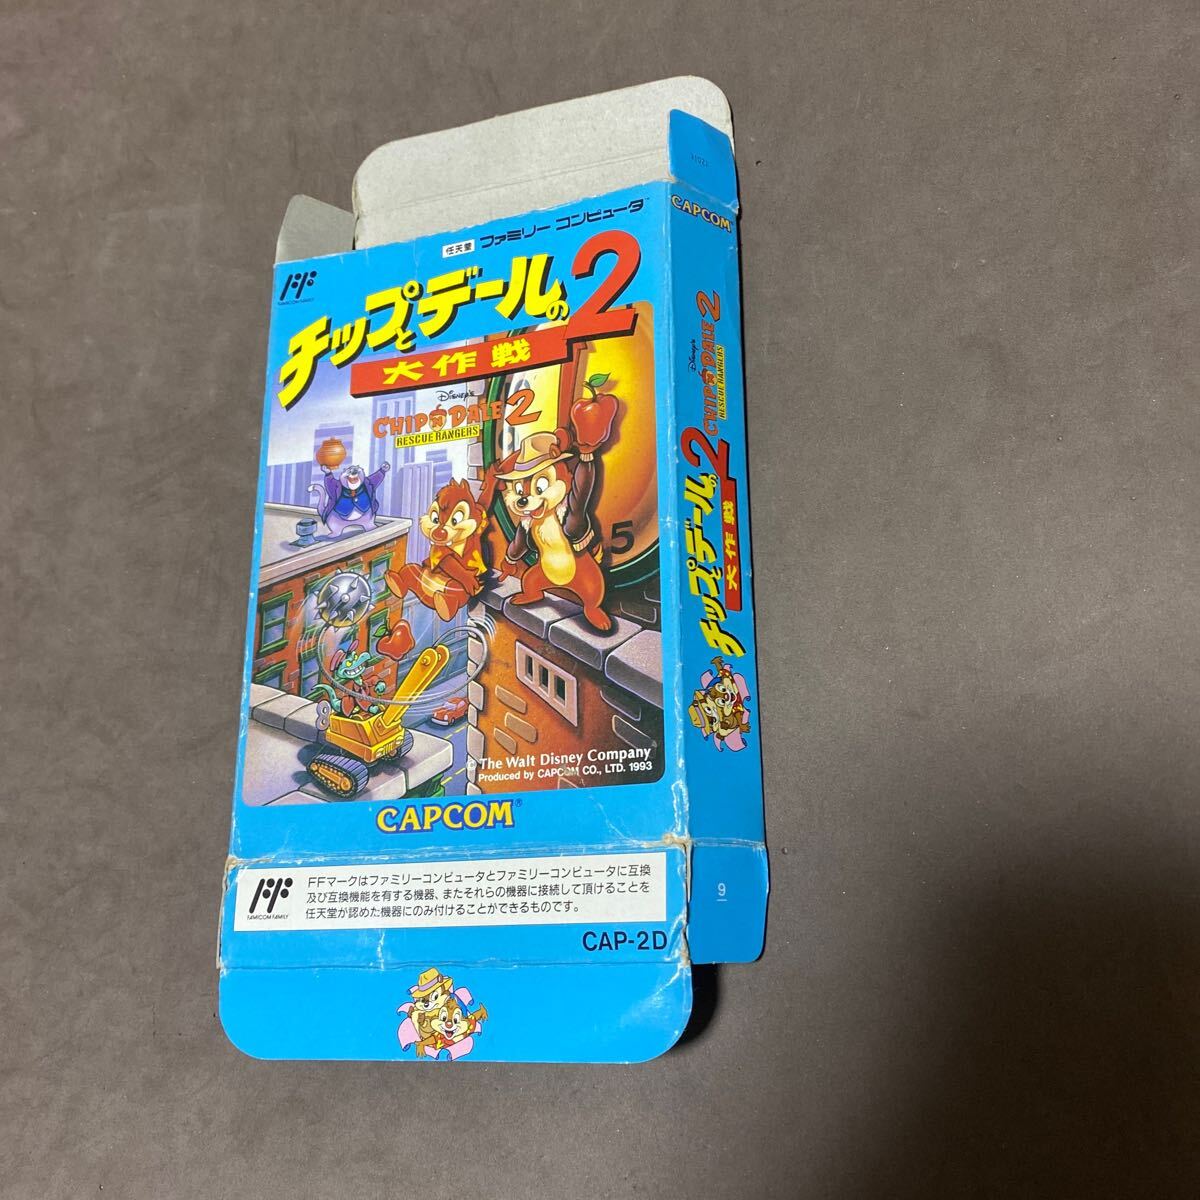 任天堂 ファミリー コンピュータ™
FF
FAMICOM FAMILY
チップとデールの
大作戦
2
Disney's
CHIP 'N DALE 2
RESCUE RANGERS
5
8
© The Walt Disney Company
Produced by CAPCOM CO., LTD. 1993
CAPCOM®
FF
FAMICOM FAMILY
FFマークはファミリーコンピュータとファミリーコンピュータに互換
及び互換機能を有する機器、またそれらの機器に接続して頂けることを
任天堂が認めた機器にのみ付けることができるものです。
CAP-2D
CAPCOM
Disney's
CHIP 'N DALE 2
RESCUE RANGERS
チップとデールの2
大作戦
9